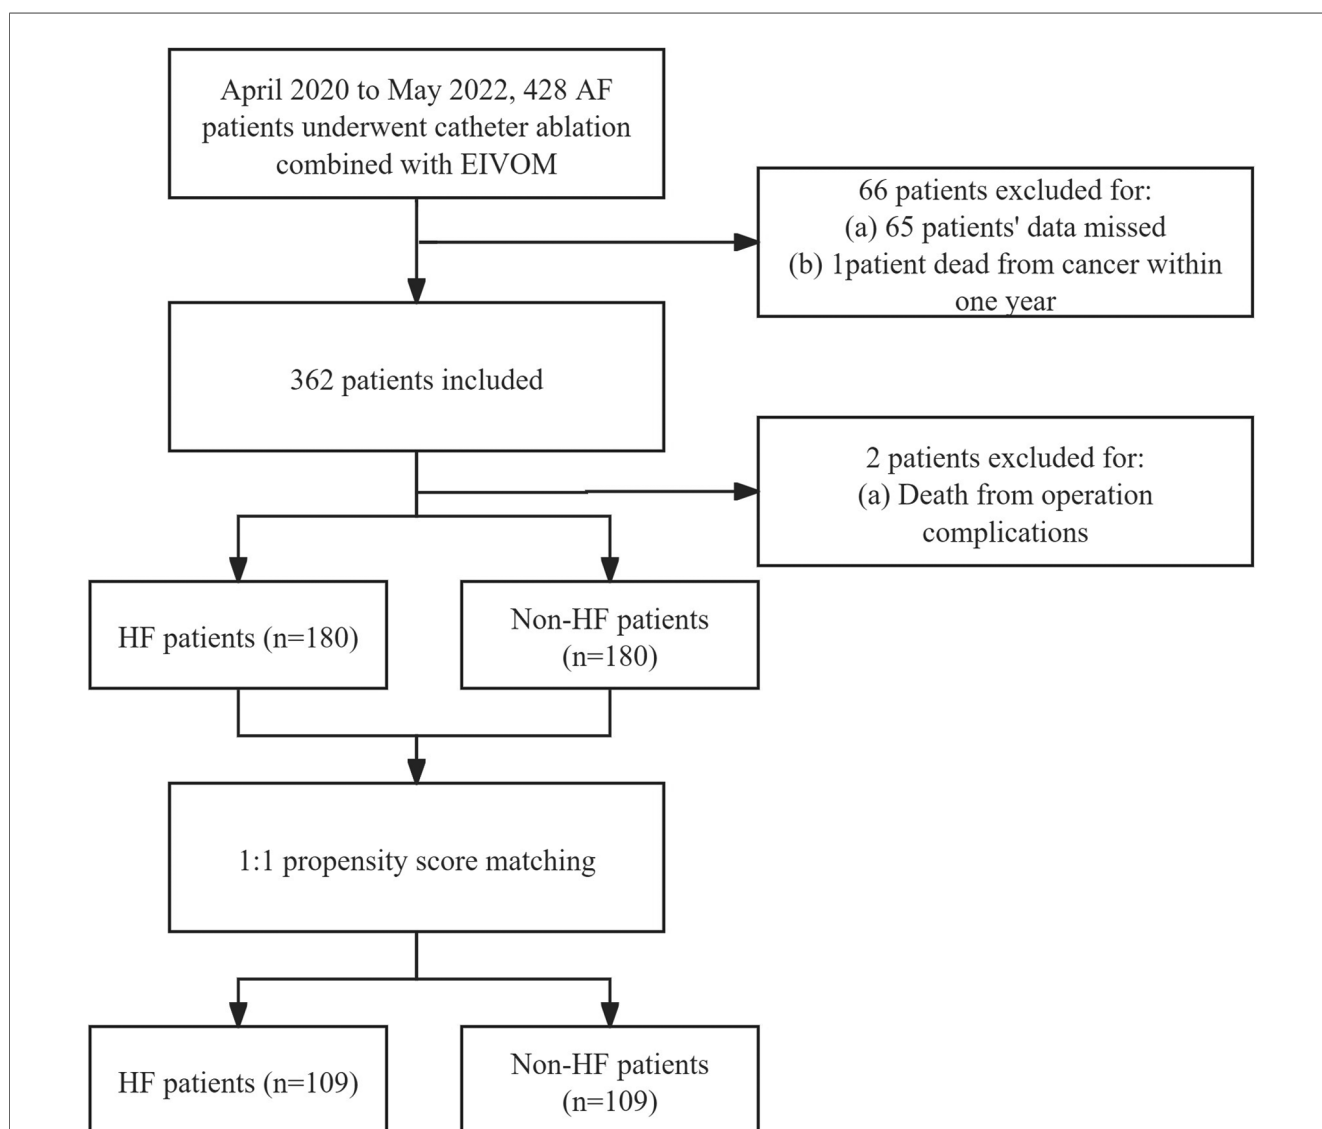 April 2020 to May 2022, 428 AF
patients underwent catheter ablation
combined with EIVOM
66 patients excluded for:
(a) 65 patients' data missed
(b) 1patient dead from cancer within
one year
362 patients included
2 patients excluded for:
(a) Death from operation
complications
HF patients (n=180)
Non-HF patients
(n=180)
1:1 propensity score matching
HF patients (n=109)
Non-HF patients
(n=109)